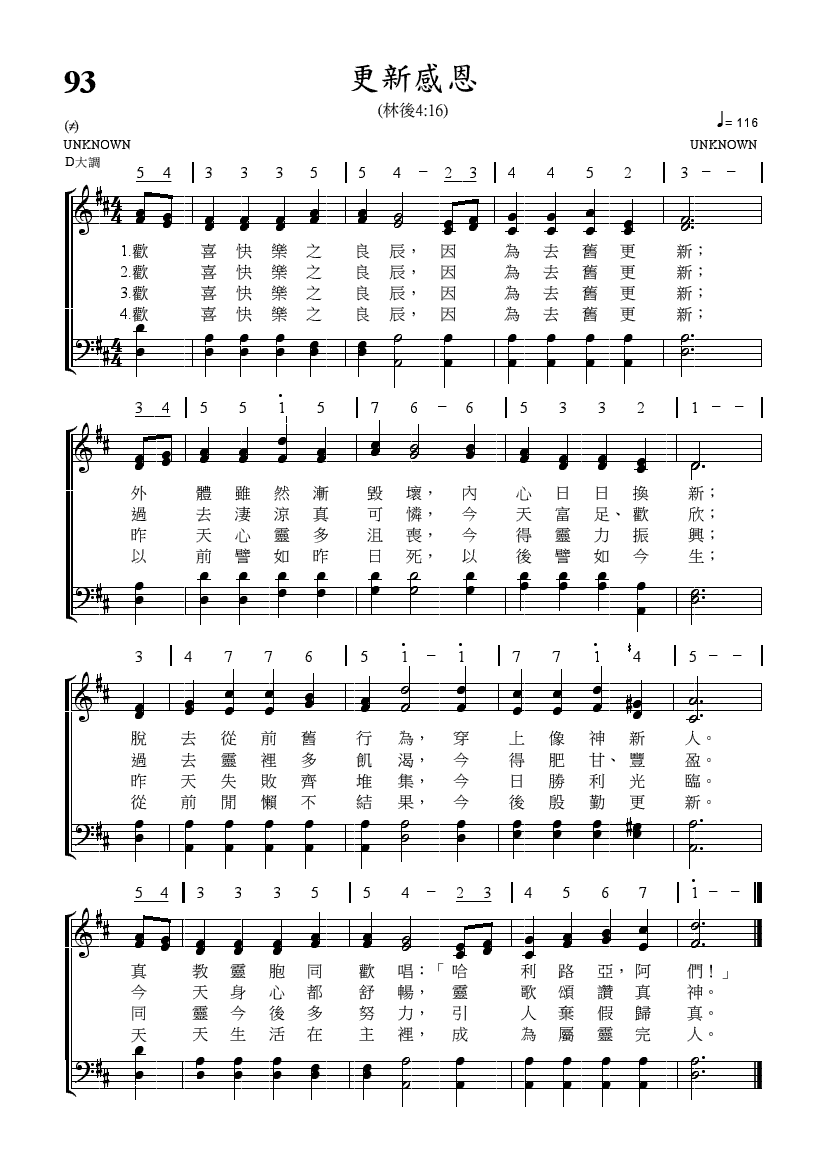 93
更新感恩
(林後4:16)
(≠)
♩= 116
UNKNOWN
UNKNOWN
D大調
5 4 | 3 3 3 5 | 5 4 – 2 3 | 4 4 5 2 | 3 – – |
4/4
1.歡 喜快樂之良辰，因 為去舊更新；
2.歡 喜快樂之良辰，因 為去舊更新；
3.歡 喜快樂之良辰，因 為去舊更新；
4.歡 喜快樂之良辰，因 為去舊更新；
4/4
3 4 | 5 5 1̇ 5 | 7 6 – 6 | 5 3 3 2 | 1 – – |
外 體雖然漸毀壞，內心日日換新；
過 去淒涼真可憐，今天富足、歡欣；
昨 天心靈多沮喪，今得靈力振興；
以 前譬如昨日死，以後譬如今生；
3 | 4 7 7 6 | 5 1̇ – 1̇ | 7 7 1̇ ♯4 | 5 – – |
脫去從前舊行為，穿上像神新人。
過去靈裡多飢渴，今得肥甘、豐盈。
昨天失敗齊堆集，今日勝利光臨。
從前閒懶不結果，今後殷勤更新。
5 4 | 3 3 3 5 | 5 4 – 2 3 | 4 5 6 7 | 1̇ – –
真 教靈胞同歡唱：「哈 利路亞，阿們！」
今 天身心都舒暢，靈 歌頌讚真神。
同 靈今後多努力，引 人棄假歸真。
天 天生活在主裡，成 為屬靈完人。